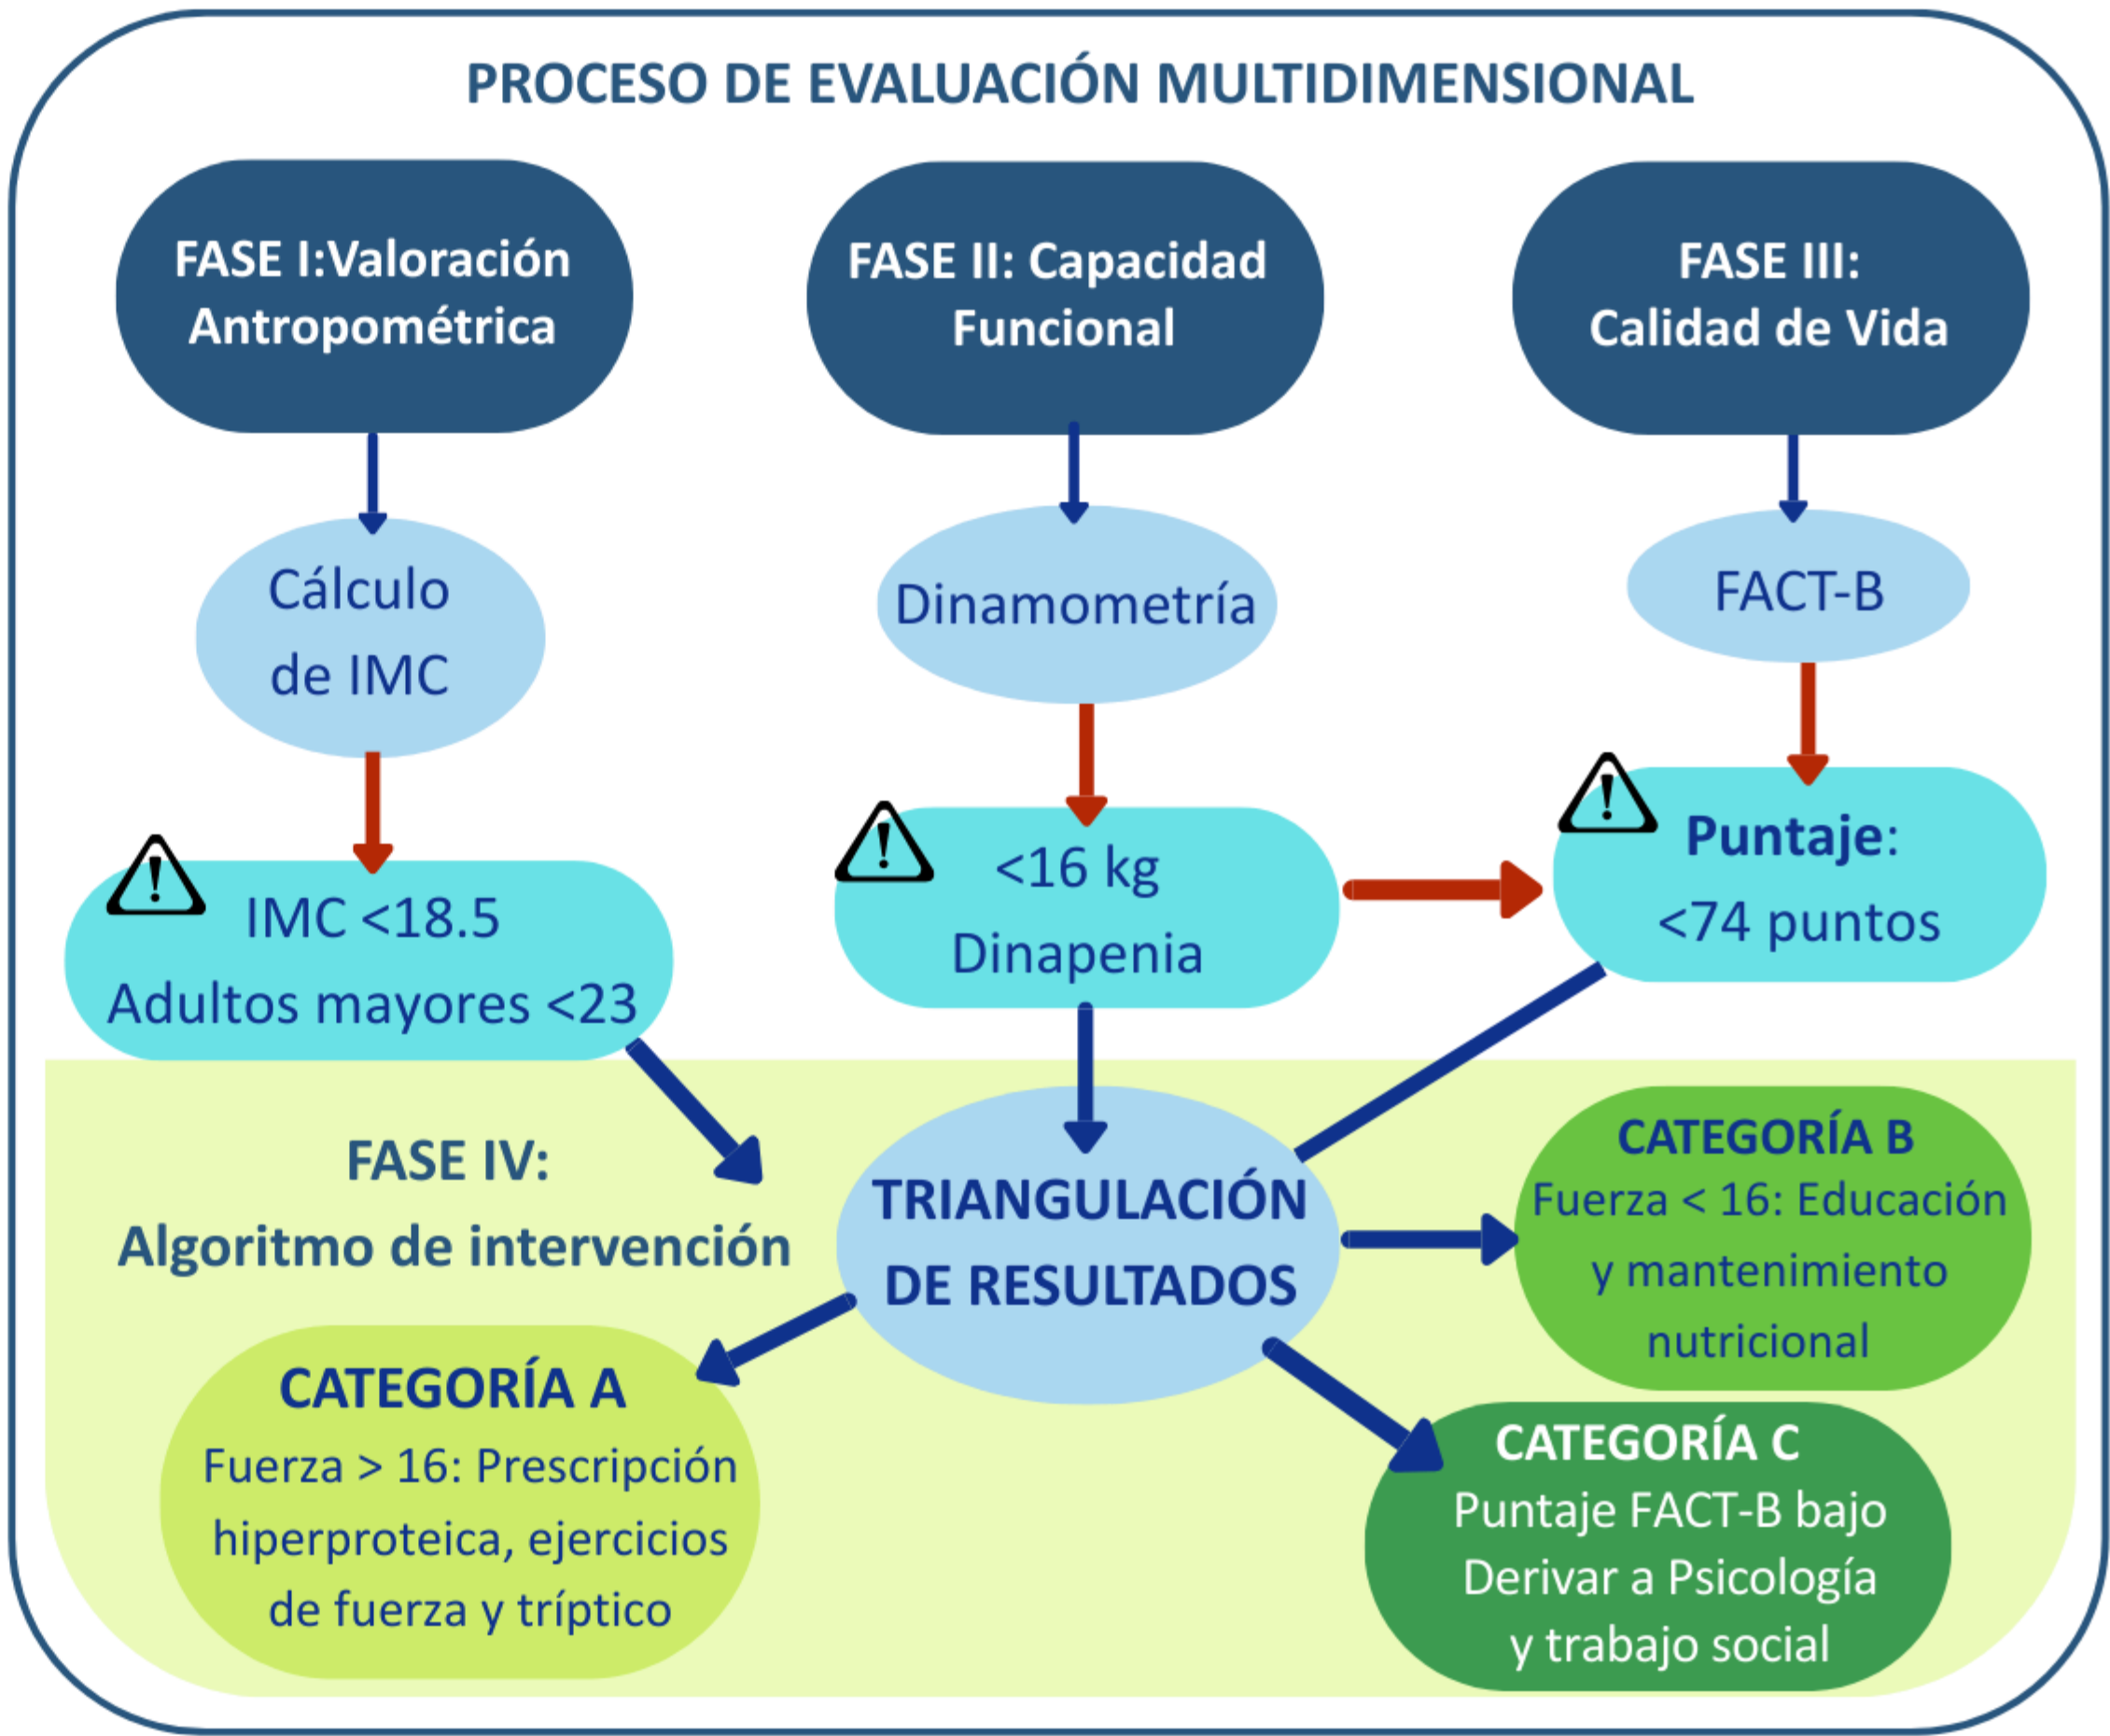 PROCESO DE EVALUACIÓN MULTIDIMENSIONAL
FASE I:Valoración
Antropométrica
FASE II: Capacidad
Funcional
FASE III:
Calidad de Vida
Cálculo
de IMC
Dinamometría
FACT-B
IMC <18.5
Adultos mayores <23
<16 kg
Dinapenia
Puntaje:
<74 puntos
FASE IV:
Algoritmo de intervención
TRIANGULACIÓN
DE RESULTADOS
CATEGORÍA A
Fuerza > 16: Prescripción
hiperproteica, ejercicios
de fuerza y tríptico
CATEGORÍA B
Fuerza < 16: Educación
y mantenimiento
nutricional
CATEGORÍA C
Puntaje FACT-B bajo
Derivar a Psicología
y trabajo social